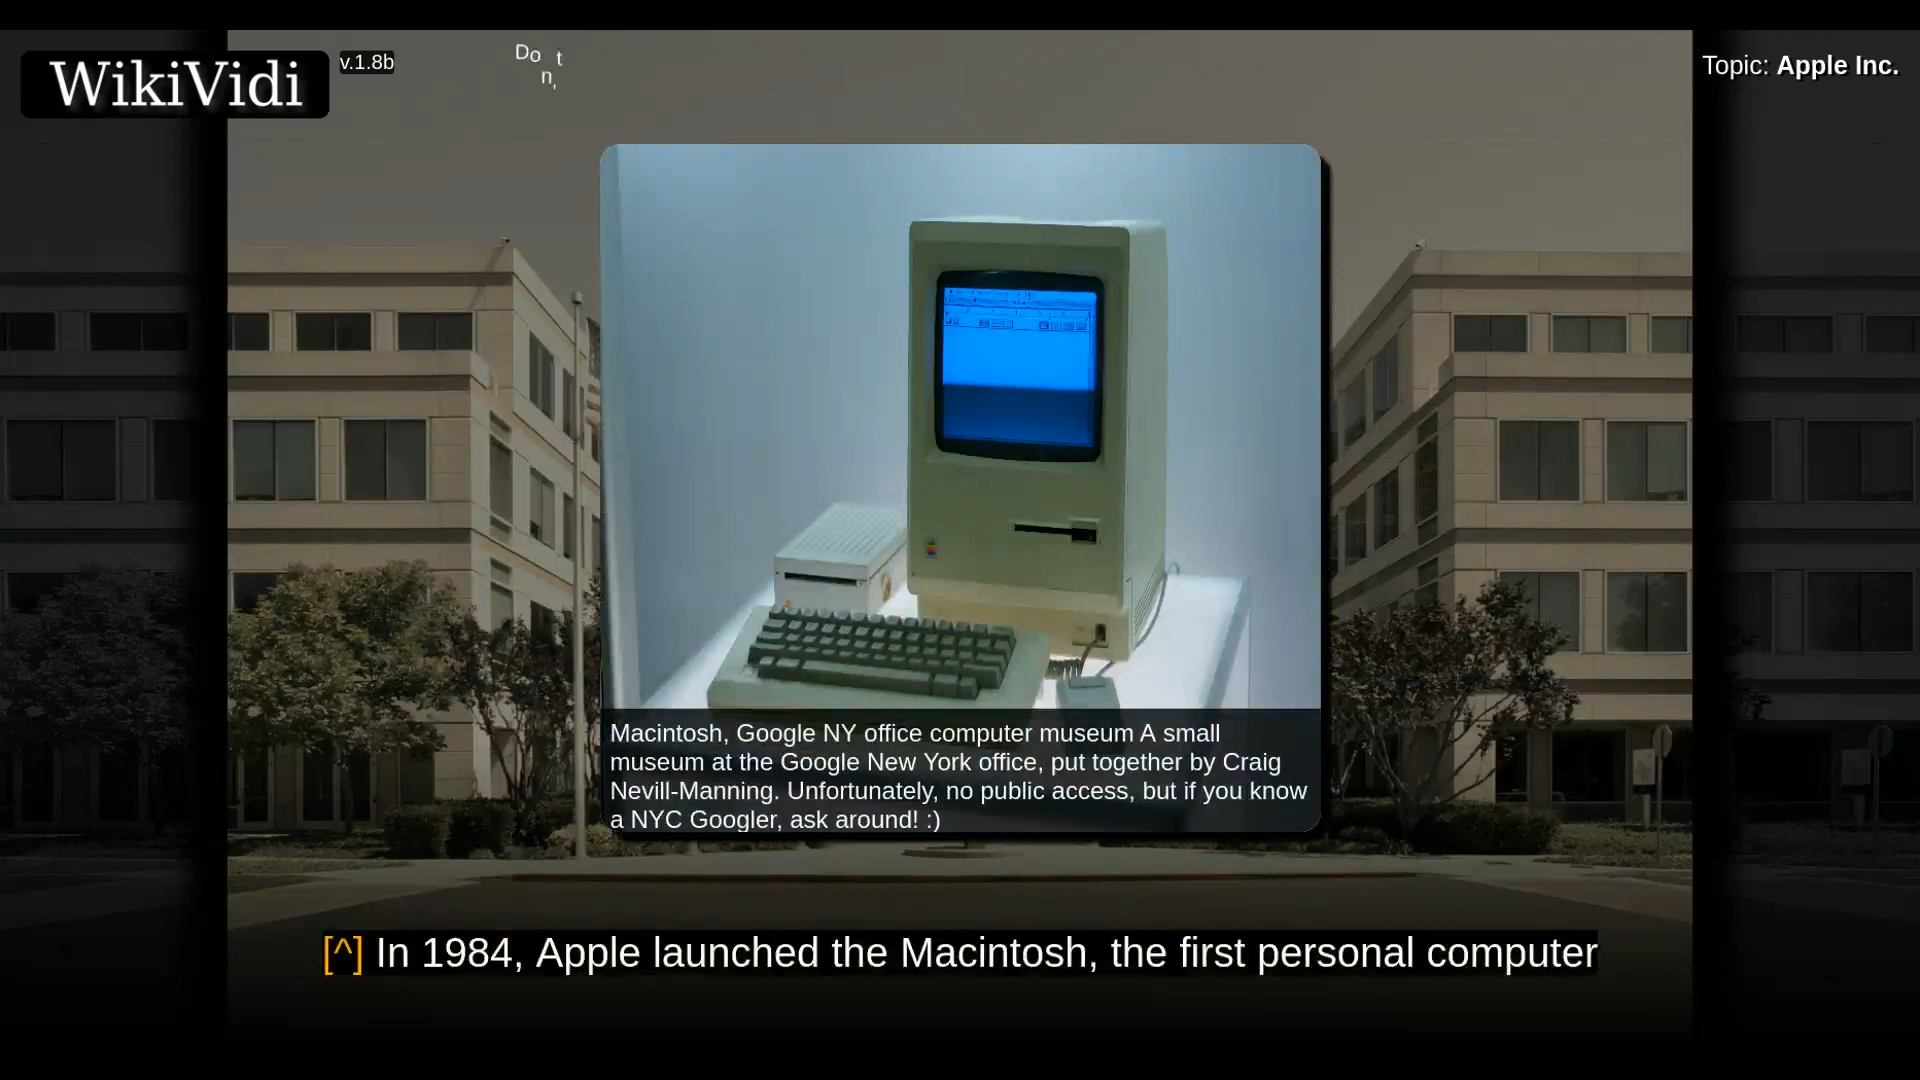 WikiVidi
v.1.8b
Don't
Topic: Apple Inc.
Macintosh, Google NY office computer museum A small
museum at the Google New York office, put together by Craig
Nevill-Manning. Unfortunately, no public access, but if you know
a NYC Googler, ask around! :)
[^] In 1984, Apple launched the Macintosh, the first personal computer